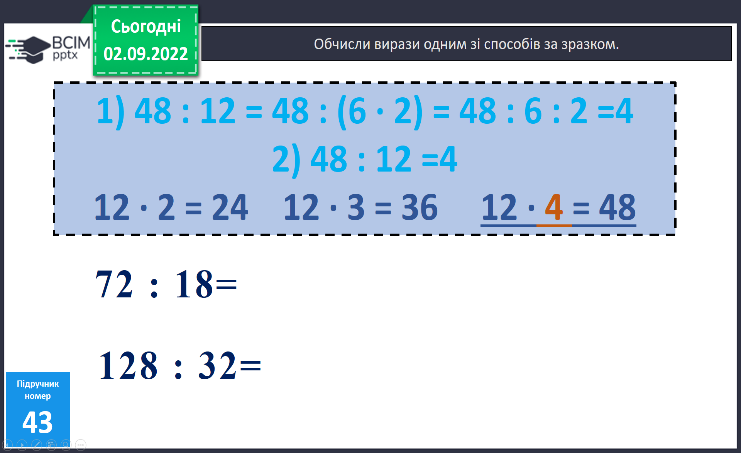 Сьогодні
02.09.2022
BCIM
pptx
Обчисли вирази одним зі способів за зразком.
1) 48 : 12 = 48 : (6 · 2) = 48 : 6 : 2 =4
2) 48 : 12 =4
12 · 2 = 24 12 · 3 = 36 12 · 4 = 48
72 : 18=
128 : 32=
Підручник
номер
43